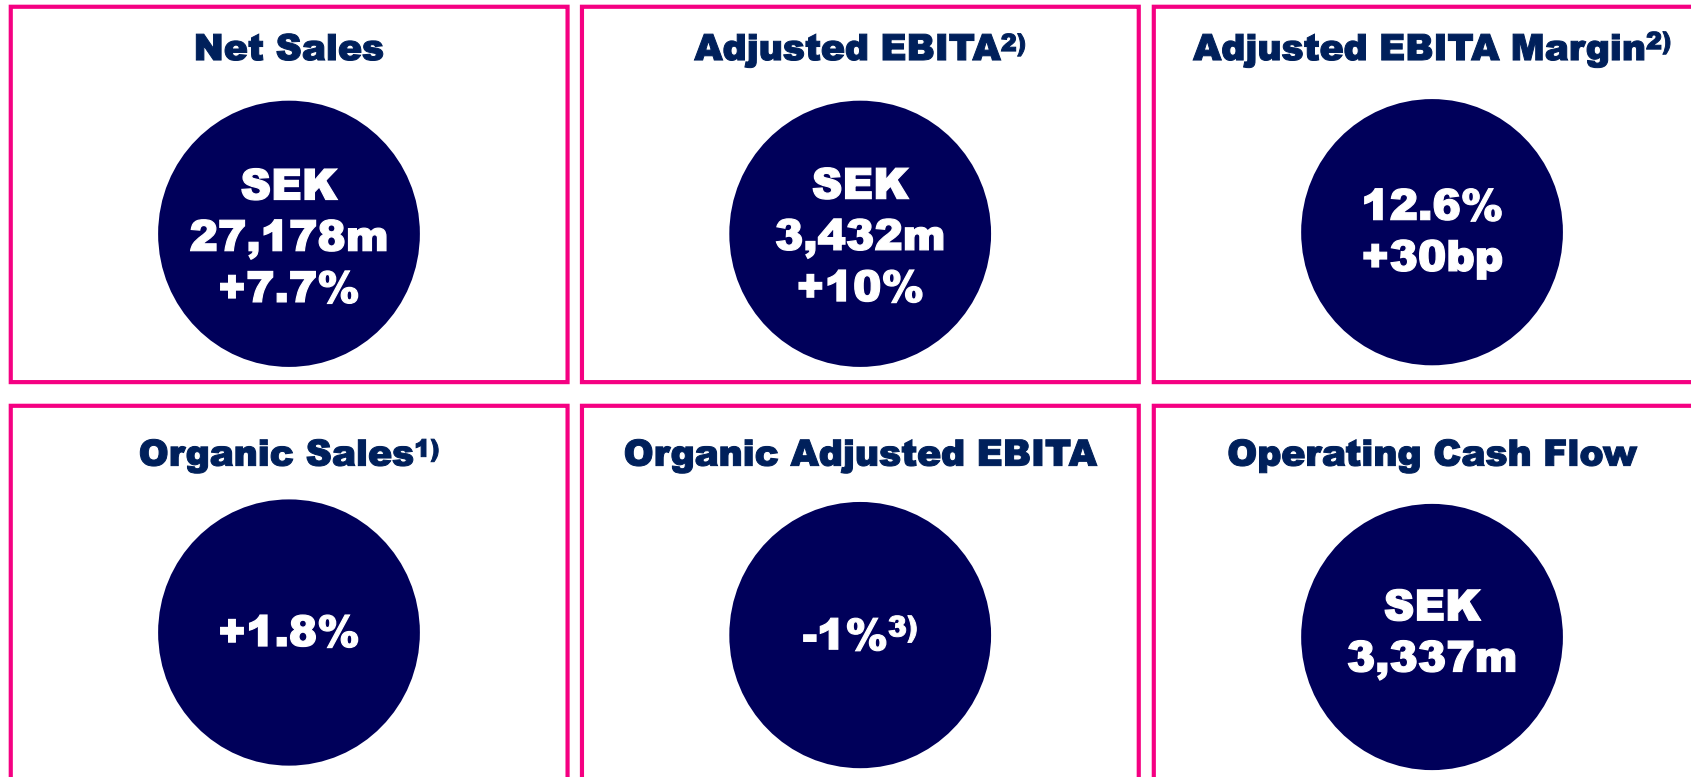 Net Sales
SEK
27,178m
+7.7%
Adjusted EBITA2)
SEK
3,432m
+10%
Adjusted EBITA Margin2)
12.6%
+30bp
Organic Sales1)
+1.8%
Organic Adjusted EBITA
-1%3)
Operating Cash Flow
SEK
3,337m